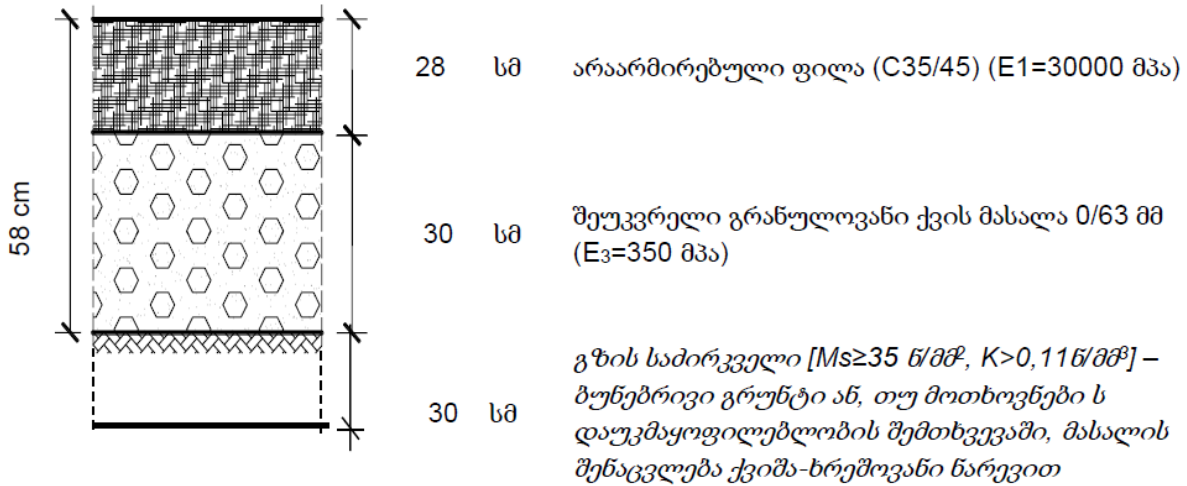 28 სმ არაარმირებული ფილა (C35/45) (E1=30000 მპა)
58 cm
30 სმ შეუკვრელი გრანულოვანი ქვის მასალა 0/63 მმ
(E₃=350 მპა)
გზის საძირკველი [Ms≥35 ნ/მმ², K>0,11ნ/მმ³] –
ბუნებრივი გრუნტი ან, თუ მოთხოვნები ს
30 სმ დაუკმაყოფილებლობის შემთხვევაში, მასალის
შენაცვლება ქვიშა-ხრეშოვანი ნარევით